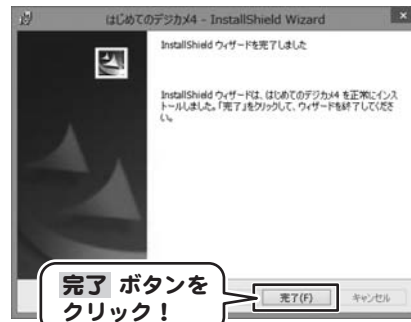 はじめてのデジカメ4 - InstallShield Wizard
InstallShield ウィザードを完了しました
InstallShield ウィザードは、はじめてのデジカメ4 を正常にインス
トールしました。「完了」をクリックして、ウィザードを終了してくださ
い。
完了 ボタンを
クリック！
完了(F)
キャンセル